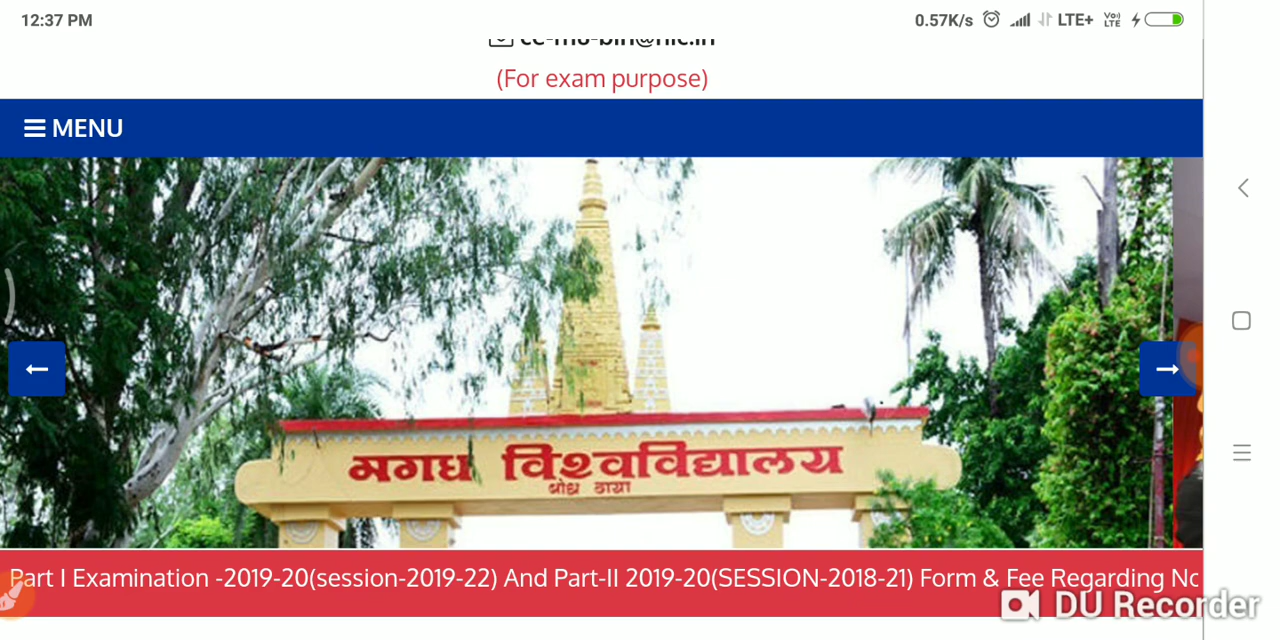 12:37 PM
0.57K/s LTE+ VoLTE
(For exam purpose)
MENU
मगध विश्वविद्यालय
बोध गया
Part I Examination -2019-20(session-2019-22) And Part-II 2019-20(SESSION-2018-21) Form & Fee Regarding
DU Recorder